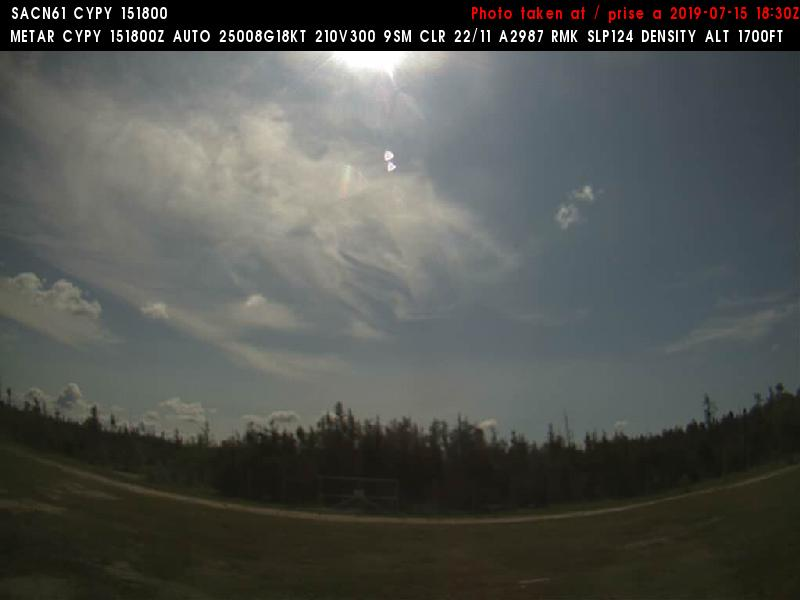 SACN61 CYPY 151800 Photo taken at / prise a 2019-07-15 18:30Z
METAR CYPY 151800Z AUTO 25008G18KT 210V300 9SM CLR 22/11 A2987 RMK SLP124 DENSITY ALT 1700FT